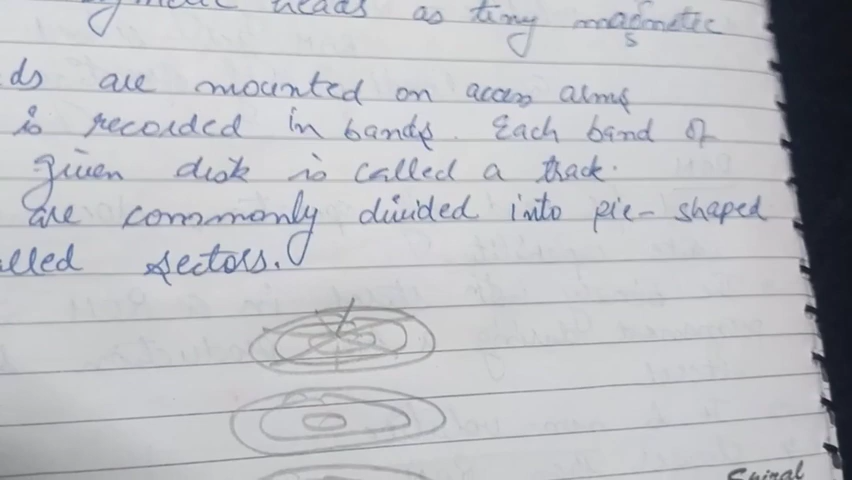 heads as tiny magnetic
s
ds are mounted on access arms
is recorded in bands. Each band of
given disk is called a track.
are commonly divided into pie-shaped
alled sectors.
Spiral